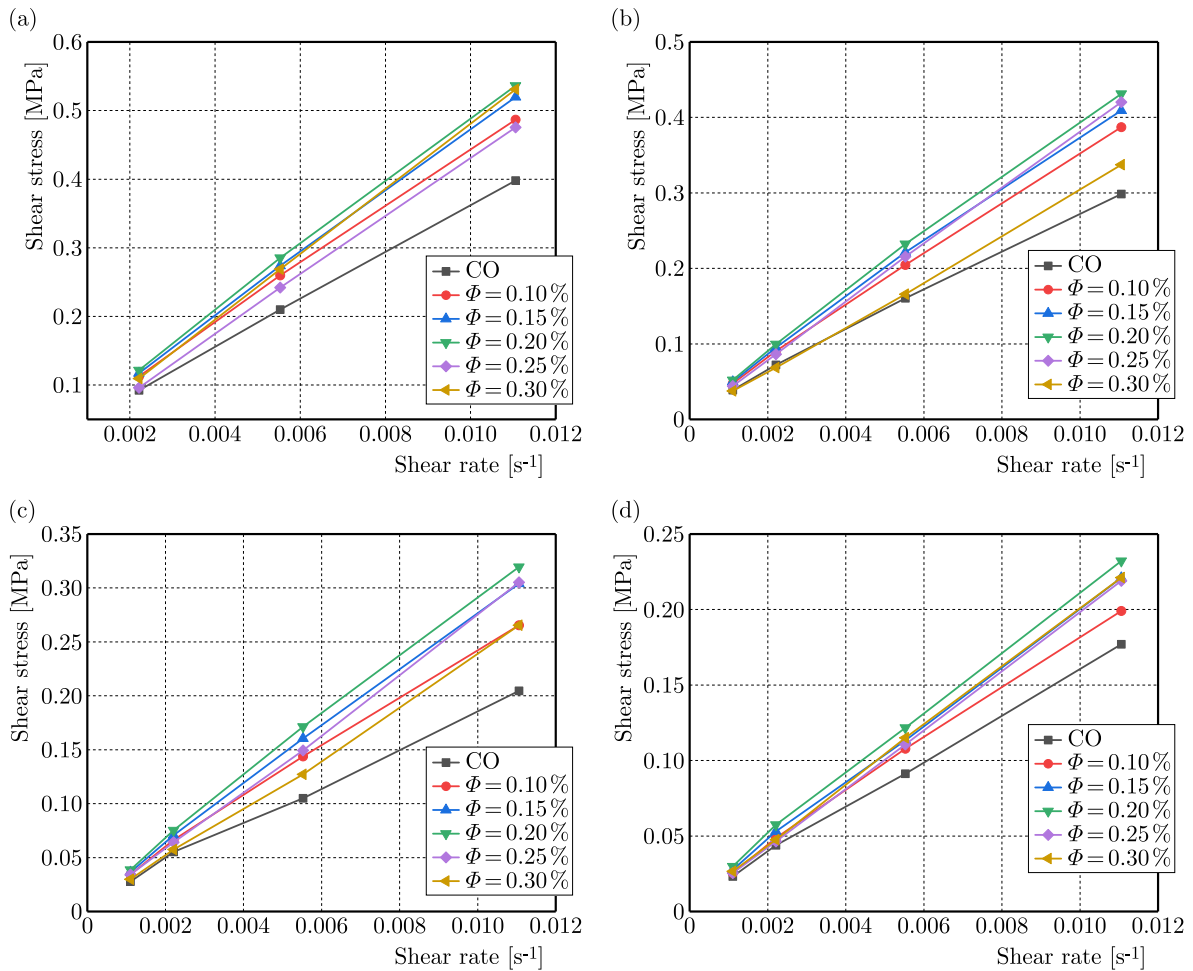 (a)
Shear stress [MPa]
0.6
0.5
0.4
0.3
0.2
0.1
CO
Φ=0.10%
Φ=0.15%
Φ=0.20%
Φ=0.25%
Φ=0.30%
0.002 0.004 0.006 0.008 0.010 0.012
Shear rate [s-1]
(b)
Shear stress [MPa]
0.5
0.4
0.3
0.2
0.1
0
CO
Φ=0.10%
Φ=0.15%
Φ=0.20%
Φ=0.25%
Φ=0.30%
0 0.002 0.004 0.006 0.008 0.010 0.012
Shear rate [s-1]
(c)
Shear stress [MPa]
0.35
0.30
0.25
0.20
0.15
0.10
0.05
0
CO
Φ=0.10%
Φ=0.15%
Φ=0.20%
Φ=0.25%
Φ=0.30%
0 0.002 0.004 0.006 0.008 0.010 0.012
Shear rate [s-1]
(d)
Shear stress [MPa]
0.25
0.20
0.15
0.10
0.05
0
CO
Φ=0.10%
Φ=0.15%
Φ=0.20%
Φ=0.25%
Φ=0.30%
0 0.002 0.004 0.006 0.008 0.010 0.012
Shear rate [s-1]